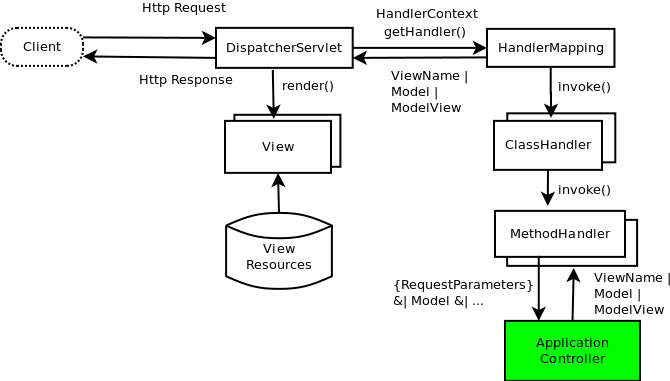 Http Request
HandlerContext
getHandler()
Client
DispatcherServlet
HandlerMapping
Http Response
render()
ViewName |
Model |
ModelView
invoke()
View
ClassHandler
invoke()
View
Resources
MethodHandler
{RequestParameters}
&| Model &| ...
ViewName |
Model |
ModelView
Application
Controller